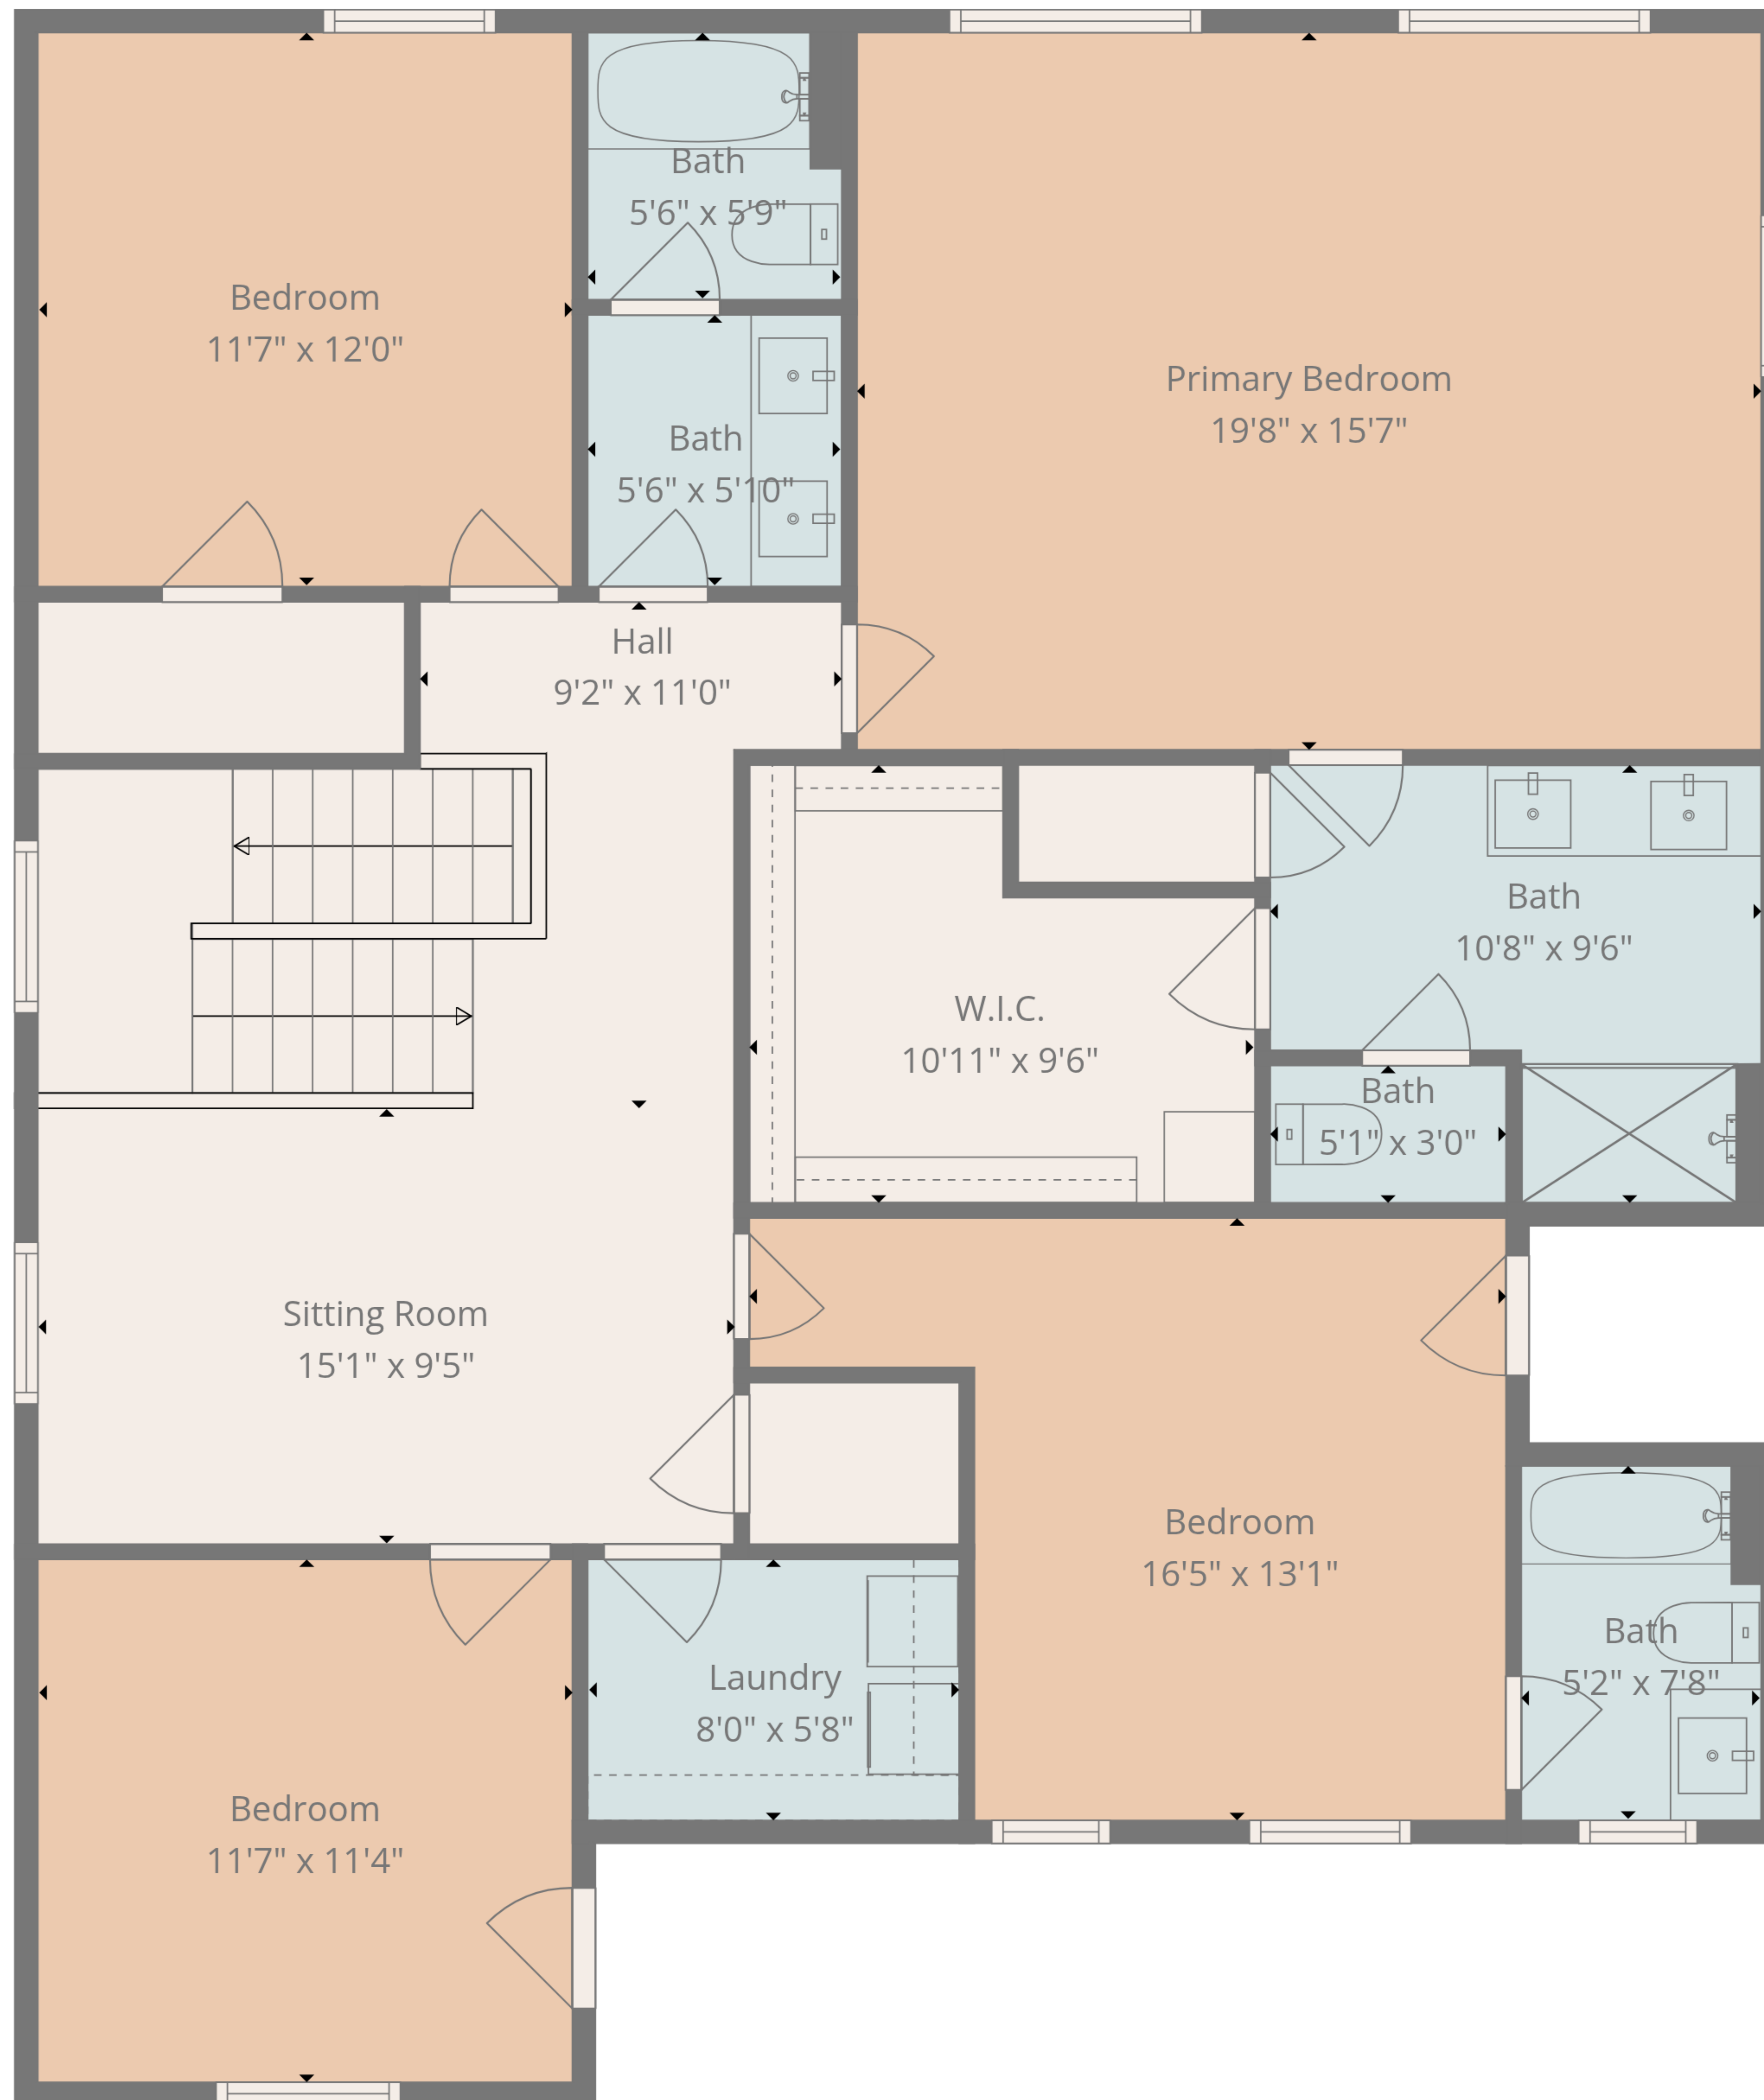 Bath
5'6" x 5'9"
Bedroom
11'7" x 12'0"
Primary Bedroom
19'8" x 15'7"
Bath
5'6" x 5'10"
Hall
9'2" x 11'0"
Bath
10'8" x 9'6"
W.I.C.
10'11" x 9'6"
Bath
5'1" x 3'0"
Sitting Room
15'1" x 9'5"
Bedroom
16'5" x 13'1"
Bath
5'2" x 7'8"
Laundry
8'0" x 5'8"
Bedroom
11'7" x 11'4"